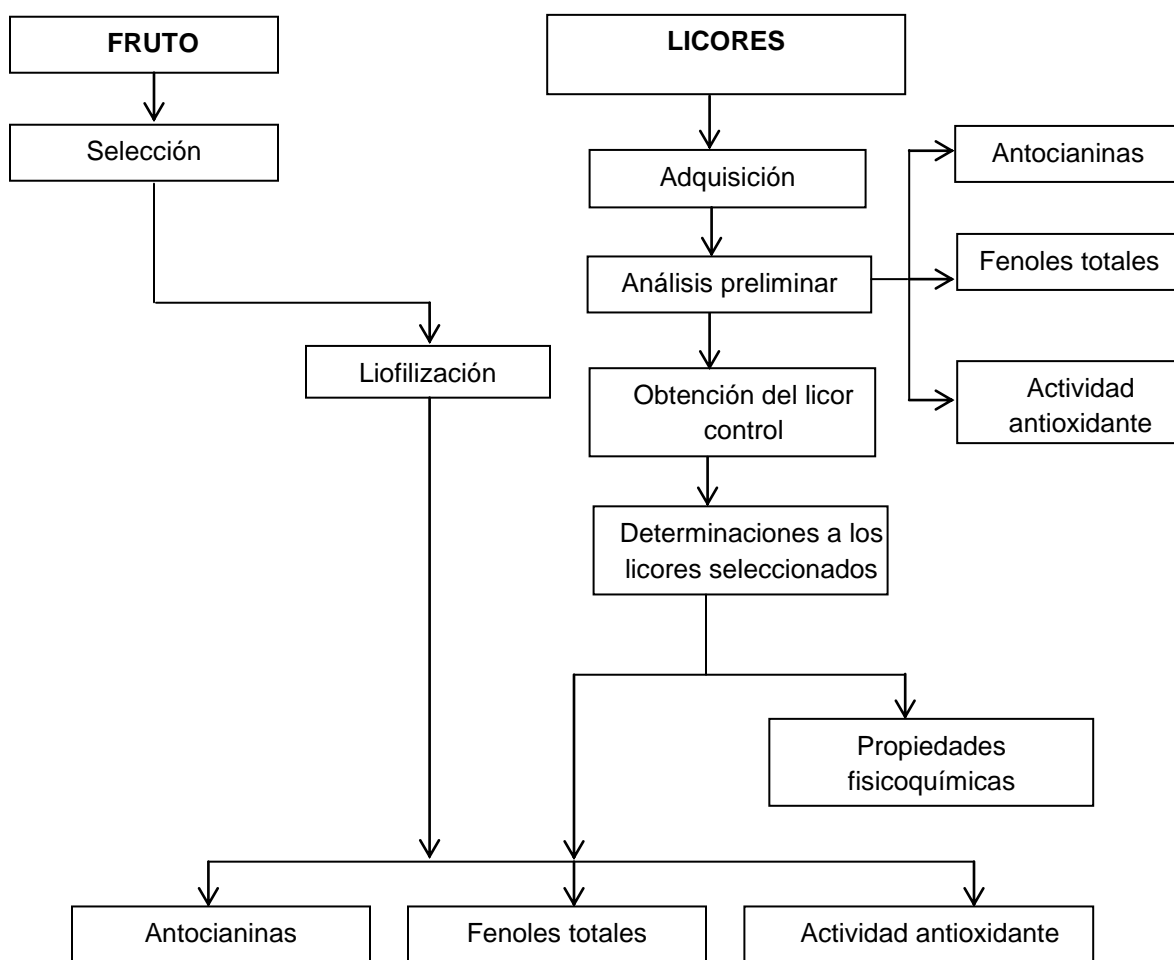 FRUTO
LICORES
Selección
Adquisición
Antocianinas
Análisis preliminar
Fenoles totales
Liofilización
Obtención del licor
control
Actividad
antioxidante
Determinaciones a los
licores seleccionados
Propiedades
fisicoquímicas
Antocianinas
Fenoles totales
Actividad antioxidante